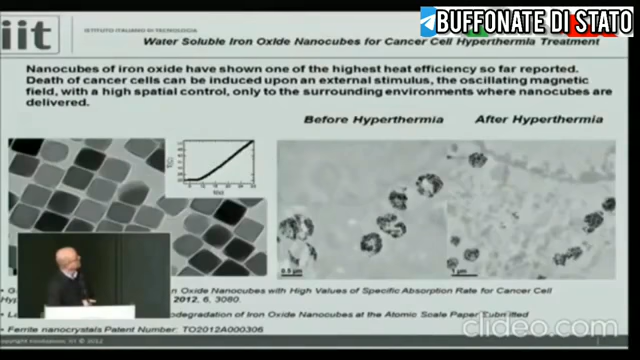 BUFFONATE DI STATO
iit
ISTITUTO ITALIANO DI TECNOLOGIA
Water Soluble Iron Oxide Nanocubes for Cancer Cell Hyperthermia Treatment
Nanocubes of iron oxide have shown one of the highest heat efficiency so far reported.
Death of cancer cells can be induced upon an external stimulus, the oscillating magnetic
field, with a high spatial control, only to the surrounding environments where nanocubes are
delivered.
Before Hyperthermia
After Hyperthermia
0.5 µm
1 µm
on Oxide Nanocubes with High Values of Specific Absorption Rate for Cancer Cell
2012, 6, 3080.
odegradation of Iron Oxide Nanocubes at the Atomic Scale Paper Submitted
• Ferrite nanocrystals Patent Number: TO2012A000306
clideo.com